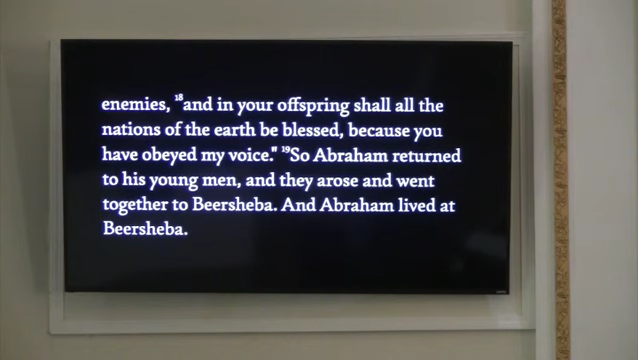 enemies, ¹⁸and in your offspring shall all the
nations of the earth be blessed, because you
have obeyed my voice." ¹⁹So Abraham returned
to his young men, and they arose and went
together to Beersheba. And Abraham lived at
Beersheba.